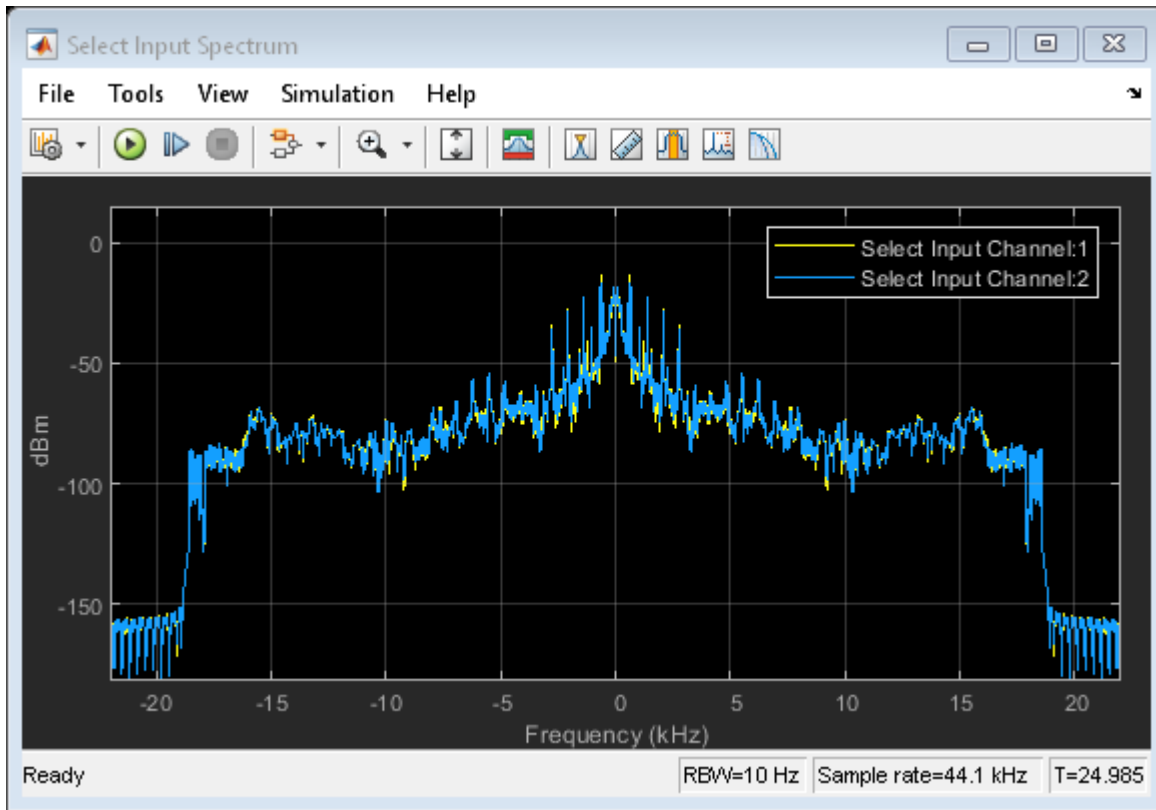 Select Input Spectrum
File Tools View Simulation Help
Select Input Channel:1
Select Input Channel:2
0
-50
-100
-150
dBm
-20 -15 -10 -5 0 5 10 15 20
Frequency (kHz)
Ready RBW=10 Hz Sample rate=44.1 kHz T=24.985